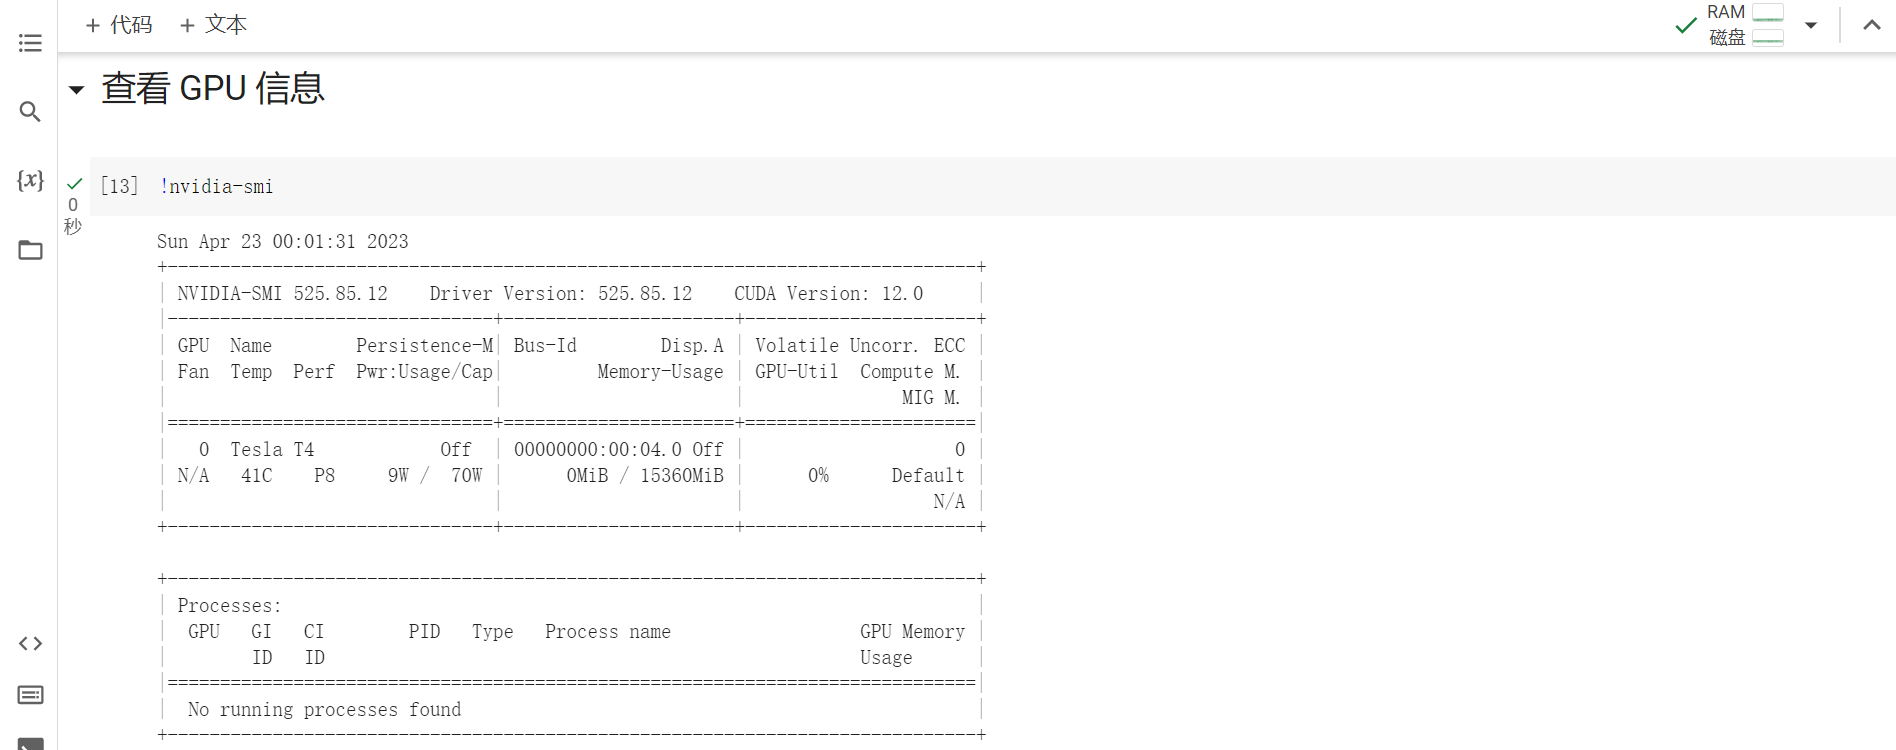 + 代码 + 文本
RAM
磁盘
查看 GPU 信息
{x}
[13] !nvidia-smi
0
秒
Sun Apr 23 00:01:31 2023
+-----------------------------------------------------------------------------+
| NVIDIA-SMI 525.85.12    Driver Version: 525.85.12    CUDA Version: 12.0     |
|-------------------------------+----------------------+----------------------+
| GPU  Name        Persistence-M| Bus-Id        Disp.A | Volatile Uncorr. ECC |
| Fan  Temp  Perf  Pwr:Usage/Cap|         Memory-Usage | GPU-Util  Compute M. |
|                               |                      |               MIG M. |
|===============================+======================+======================|
|   0  Tesla T4            Off  | 00000000:00:04.0 Off |                    0 |
| N/A   41C    P8     9W /  70W |      0MiB / 15360MiB |      0%      Default |
|                               |                      |                  N/A |
+-------------------------------+----------------------+----------------------+
+-----------------------------------------------------------------------------+
| Processes:                                                                  |
|  GPU   GI   CI        PID   Type   Process name                  GPU Memory |
|        ID   ID                                                   Usage      |
|=============================================================================|
|  No running processes found                                                 |
+-----------------------------------------------------------------------------+